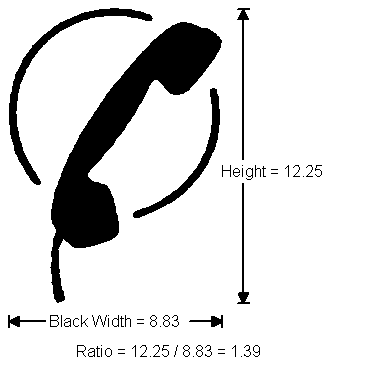 Height = 12.25
Black Width = 8.83
Ratio = 12.25 / 8.83 = 1.39